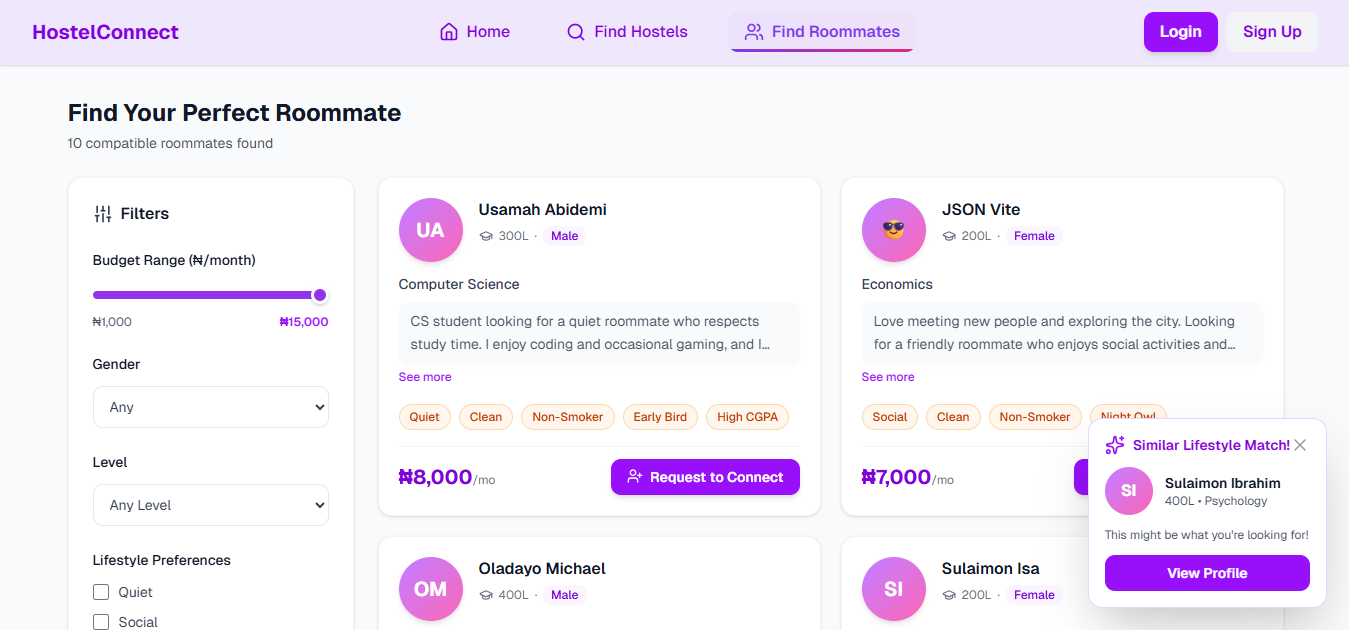 HostelConnect
Home
Find Hostels
Find Roommates
Login
Sign Up
Find Your Perfect Roommate
10 compatible roommates found
Filters
Budget Range (₦/month)
₦1,000
₦15,000
Gender
Any
Level
Any Level
Lifestyle Preferences
Quiet
Social
UA
Usamah Abidemi
300L · Male
Computer Science
CS student looking for a quiet roommate who respects
study time. I enjoy coding and occasional gaming, and I...
See more
Quiet
Clean
Non-Smoker
Early Bird
High CGPA
₦8,000/mo
Request to Connect
JSON Vite
200L · Female
Economics
Love meeting new people and exploring the city. Looking
for a friendly roommate who enjoys social activities and...
See more
Social
Clean
Non-Smoker
Night Owl
₦7,000/mo
OM
Oladayo Michael
400L · Male
SI
Sulaimon Isa
200L · Female
Similar Lifestyle Match!
SI
Sulaimon Ibrahim
400L • Psychology
This might be what you're looking for!
View Profile